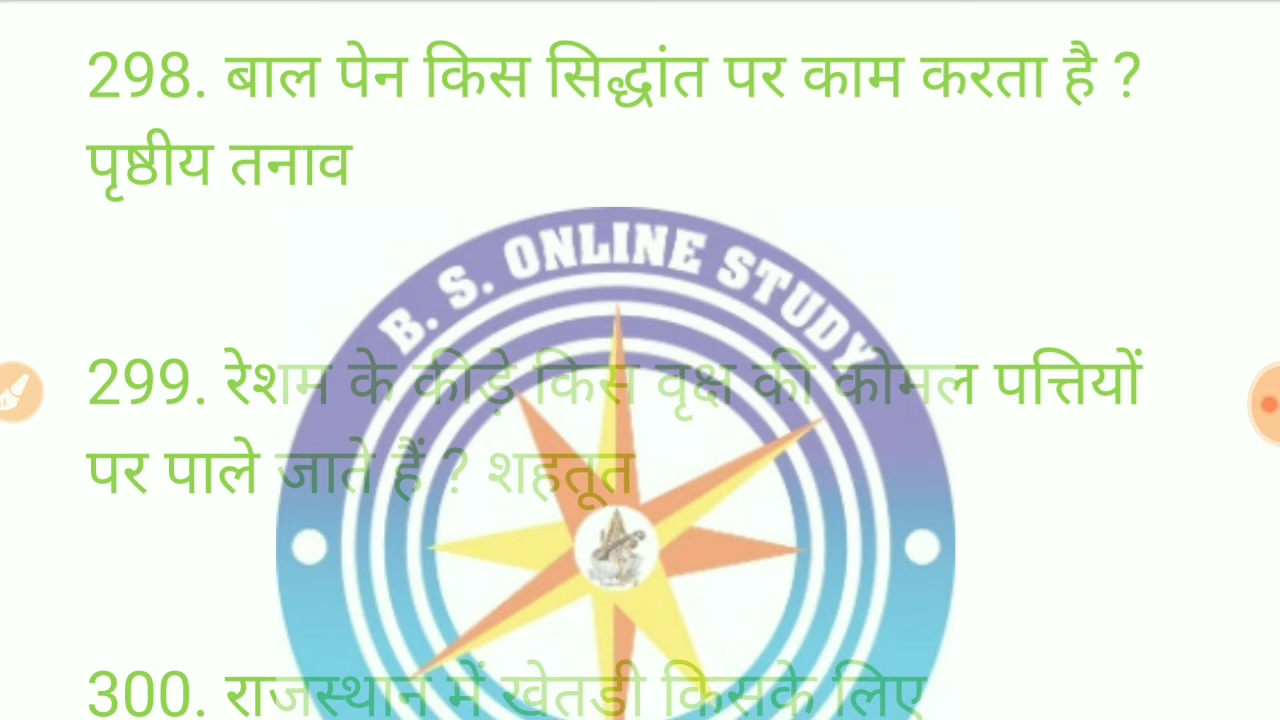 298. बाल पेन किस सिद्धांत पर काम करता है ?
पृष्ठीय तनाव
B. S. ONLINE STUDY
299. रेशम के कीड़े किस वृक्ष की कोमल पत्तियों
पर पाले जाते हैं ? शहतूत
300. राजस्थान में खेतडी किसके लिए